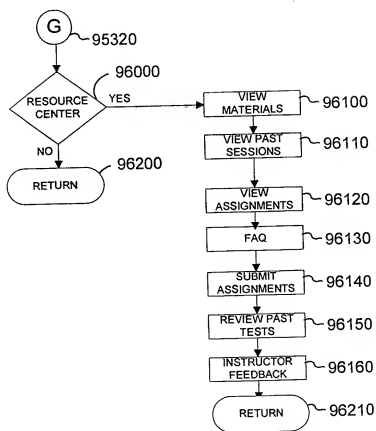 G
95320
96000
RESOURCE
CENTER
YES
NO
96200
RETURN
VIEW
MATERIALS
96100
VIEW PAST
SESSIONS
96110
VIEW
ASSIGNMENTS
96120
FAQ
96130
SUBMIT
ASSIGNMENTS
96140
REVIEW PAST
TESTS
96150
INSTRUCTOR
FEEDBACK
96160
RETURN
96210